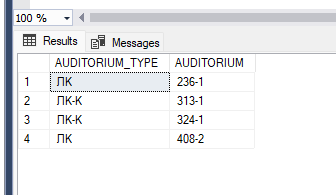 100 %
Results Messages
AUDITORIUM_TYPE AUDITORIUM
1 ЛК 236-1
2 ЛК-К 313-1
3 ЛК-К 324-1
4 ЛК 408-2